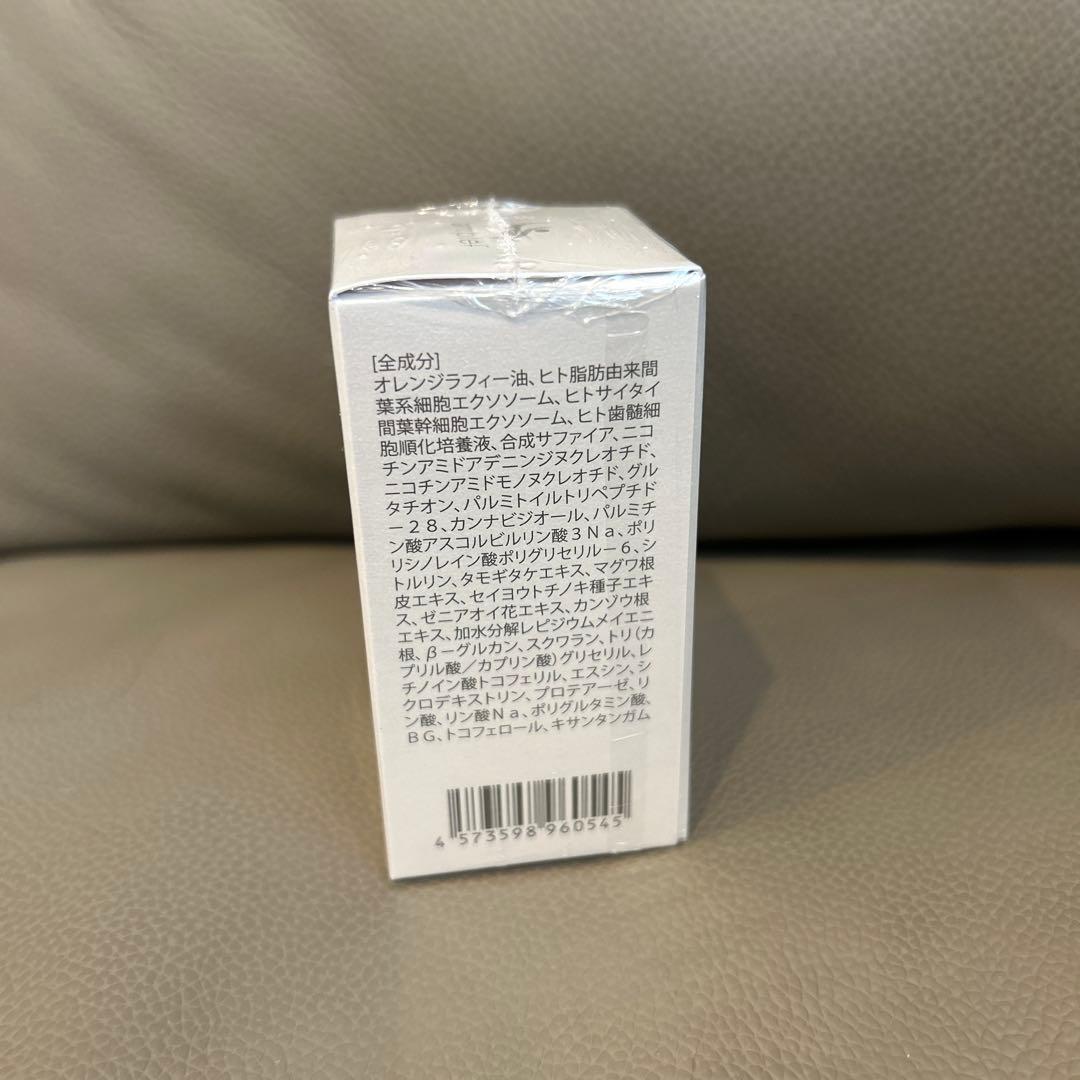 [全成分]
オレンジラフィー油、ヒト脂肪由来間
葉系細胞エクソソーム、ヒトサイタイ
間葉幹細胞エクソソーム、ヒト歯髄細
胞順化培養液、合成サファイア、ニコ
チンアミドアデニンジヌクレオチド、
ニコチンアミドモノヌクレオチド、グル
タチオン、パルミトイルトリペプチド
－２８、カンナビジオール、パルミチ
ン酸アスコルビルリン酸３Ｎａ、ポリ
リシノレイン酸ポリグリセリル－６、シ
トルリン、タモギタケエキス、マグワ根
皮エキス、セイヨウトチノキ種子エキ
ス、ゼニアオイ花エキス、カンゾウ根
エキス、加水分解レピジウムメイエニ
根、β－グルカン、スクワラン、トリ（カ
プリル酸／カプリン酸）グリセリル、レ
チノイン酸トコフェリル、エスシン、シ
クロデキストリン、プロテアーゼ、リ
ン酸、リン酸Ｎａ、ポリグルタミン酸、
ＢＧ、トコフェロール、キサンタンガム
4 573598 960545